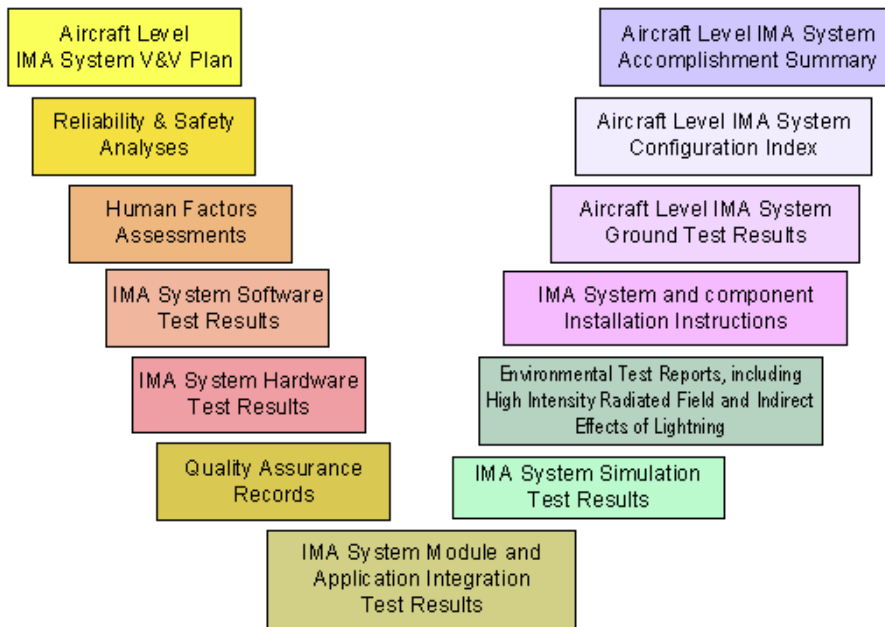 Aircraft Level
IMA System V&V Plan
Reliability & Safety
Analyses
Human Factors
Assessments
IMA System Software
Test Results
IMA System Hardware
Test Results
Quality Assurance
Records
IMA System Module and
Application Integration
Test Results
IMA System Simulation
Test Results
Environmental Test Reports, including
High Intensity Radiated Field and Indirect
Effects of Lightning
IMA System and component
Installation Instructions
Aircraft Level IMA System
Ground Test Results
Aircraft Level IMA System
Configuration Index
Aircraft Level IMA System
Accomplishment Summary